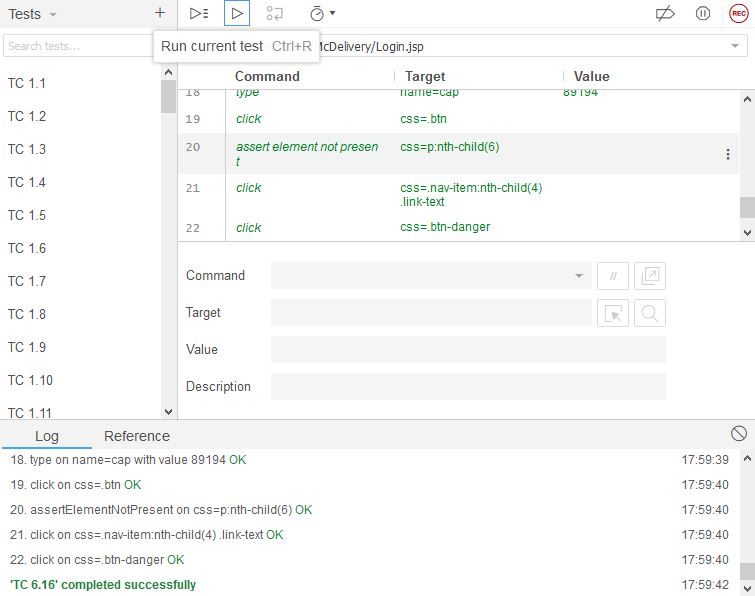 Tests
+
REC
Search tests...
Run current test Ctrl+R
McDelivery/Login.jsp
Command Target Value
TC 1.1
TC 1.2
TC 1.3
TC 1.4
TC 1.5
TC 1.6
TC 1.7
TC 1.8
TC 1.9
TC 1.10
TC 1.11
18 type name=cap 89194
19 click css=.btn
20 assert element not presen
t css=p:nth-child(6)
21 click css=.nav-item:nth-child(4)
.link-text
22 click css=.btn-danger
Command //
Target
Value
Description
Log Reference
18. type on name=cap with value 89194 OK 17:59:39
19. click on css=.btn OK 17:59:40
20. assertElementNotPresent on css=p:nth-child(6) OK 17:59:40
21. click on css=.nav-item:nth-child(4) .link-text OK 17:59:40
22. click on css=.btn-danger OK 17:59:40
'TC 6.16' completed successfully 17:59:42